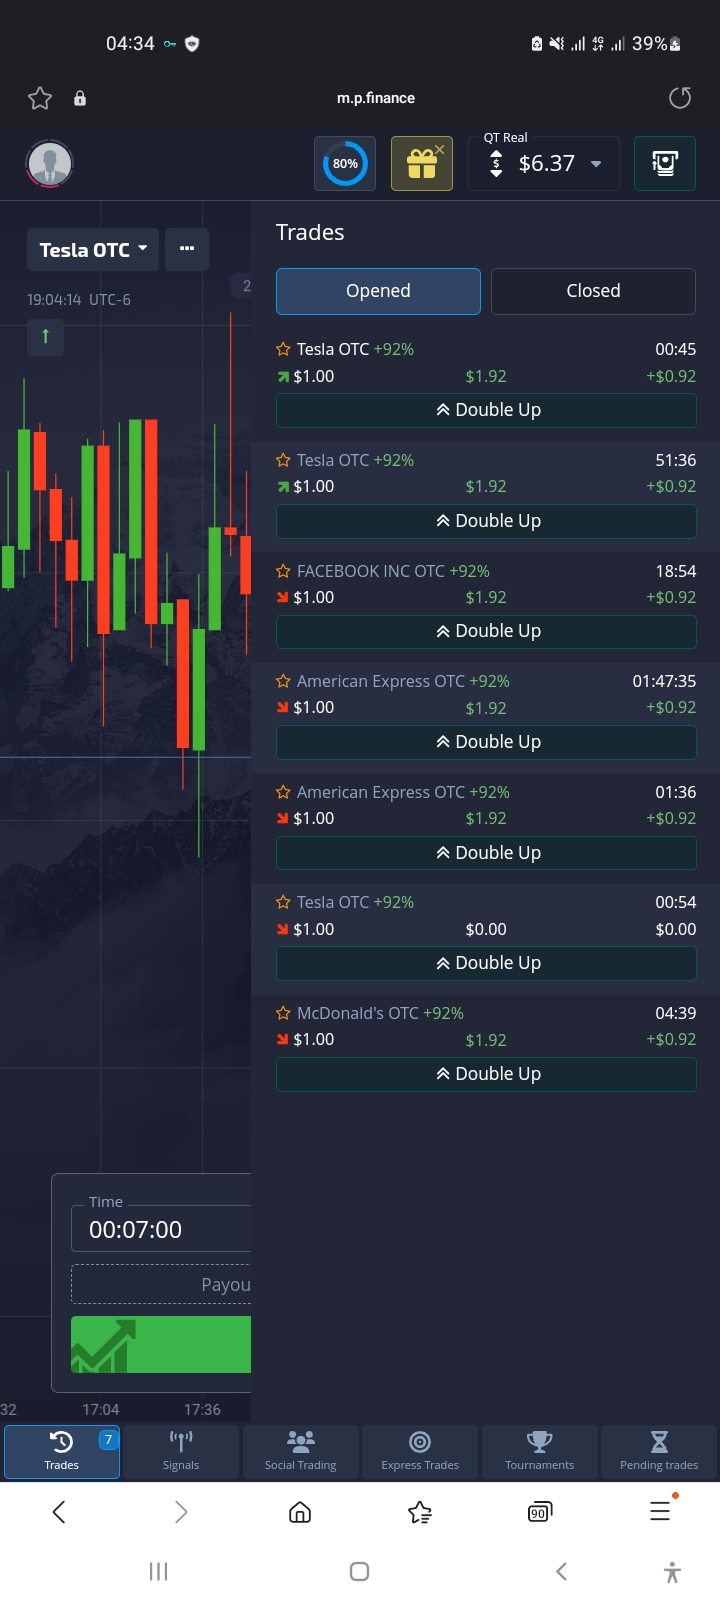 04:34
4G 39%
m.p.finance
80%
QT Real
$6.37
Tesla OTC
19:04:14 UTC-6
2
Trades
Opened Closed
Tesla OTC +92% 00:45
$1.00 $1.92 +$0.92
Double Up
Tesla OTC +92% 51:36
$1.00 $1.92 +$0.92
Double Up
FACEBOOK INC OTC +92% 18:54
$1.00 $1.92 +$0.92
Double Up
American Express OTC +92% 01:47:35
$1.00 $1.92 +$0.92
Double Up
American Express OTC +92% 01:36
$1.00 $1.92 +$0.92
Double Up
Tesla OTC +92% 00:54
$1.00 $0.00 $0.00
Double Up
McDonald's OTC +92% 04:39
$1.00 $1.92 +$0.92
Double Up
Time
00:07:00
Payou
32 17:04 17:36
7
Trades Signals Social Trading Express Trades Tournaments Pending trades
90